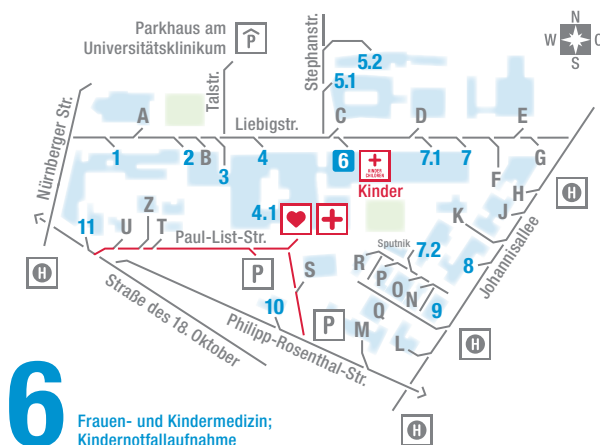 Parkhaus am
Universitätsklinikum
P
Stephanstr.
5.2
5.1
N
W
O
S
Talstr.
Nürnberger Str.
A
Liebigstr.
C
D
E
1
2
B
3
4
6
KINDER
CHILDREN
Kinder
7.1
7
F
G
H
H
J
K
4.1
11
U
Z
T
Paul-List-Str.
Sputnik
7.2
8
Johannisallee
H
P
S
R
P
O
N
9
Q
10
P
M
L
H
Straße des 18. Oktober
Philipp-Rosenthal-Str.
H
6
Frauen- und Kindermedizin;
Kindernotfallaufnahme